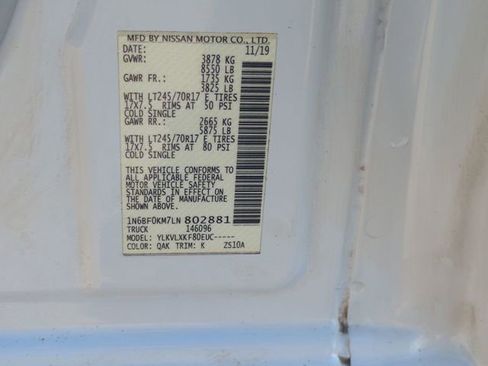 MFD BY NISSAN MOTOR CO., LTD.
DATE: 11/19
GVWR: 3878 KG
8550 LB
GAWR FR.: 1735 KG
3825 LB
WITH LT245/70R17 E TIRES
17X7.5 RIMS AT 50 PSI
COLD SINGLE
GAWR RR.: 2665 KG
5875 LB
WITH LT245/70R17 E TIRES
17X7.5 RIMS AT 80 PSI
COLD SINGLE
THIS VEHICLE CONFORMS TO
ALL APPLICABLE FEDERAL
MOTOR VEHICLE SAFETY
STANDARDS IN EFFECT ON
THE DATE OF MANUFACTURE
SHOWN ABOVE.
1N6BF0KM7LN 802881
TRUCK 146096
MODEL: YLKVLXKF80EUC-----
COLOR: QAK TRIM: K ZS10A